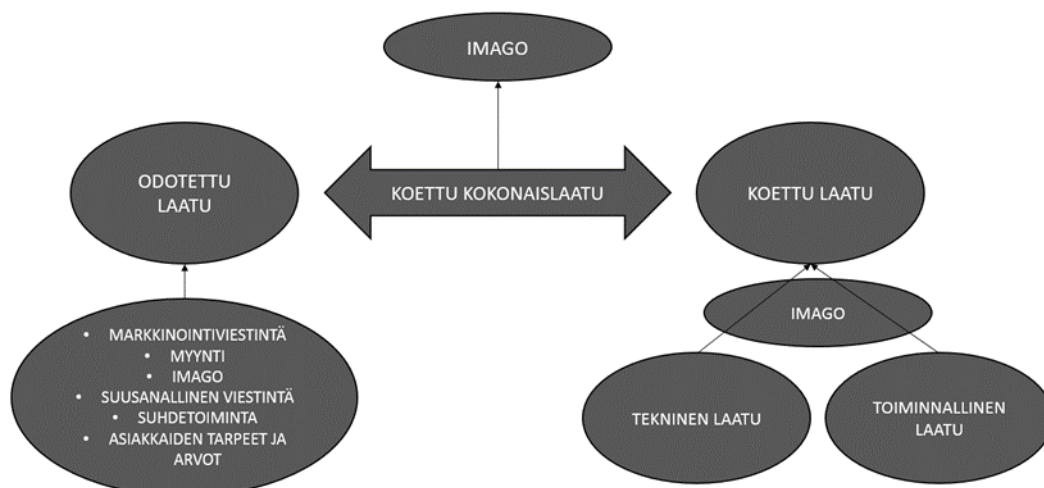 IMAGO
ODOTETTU
LAATU
KOETTU KOKONAISLAATU
KOETTU LAATU
• MARKKINOINTIVIESTINTÄ
• MYYNTI
• IMAGO
• SUUSANALLINEN VIESTINTÄ
• SUHDETOIMINTA
• ASIAKKAIDEN TARPEET JA
ARVOT
IMAGO
TEKNINEN LAATU
TOIMINNALLINEN
LAATU